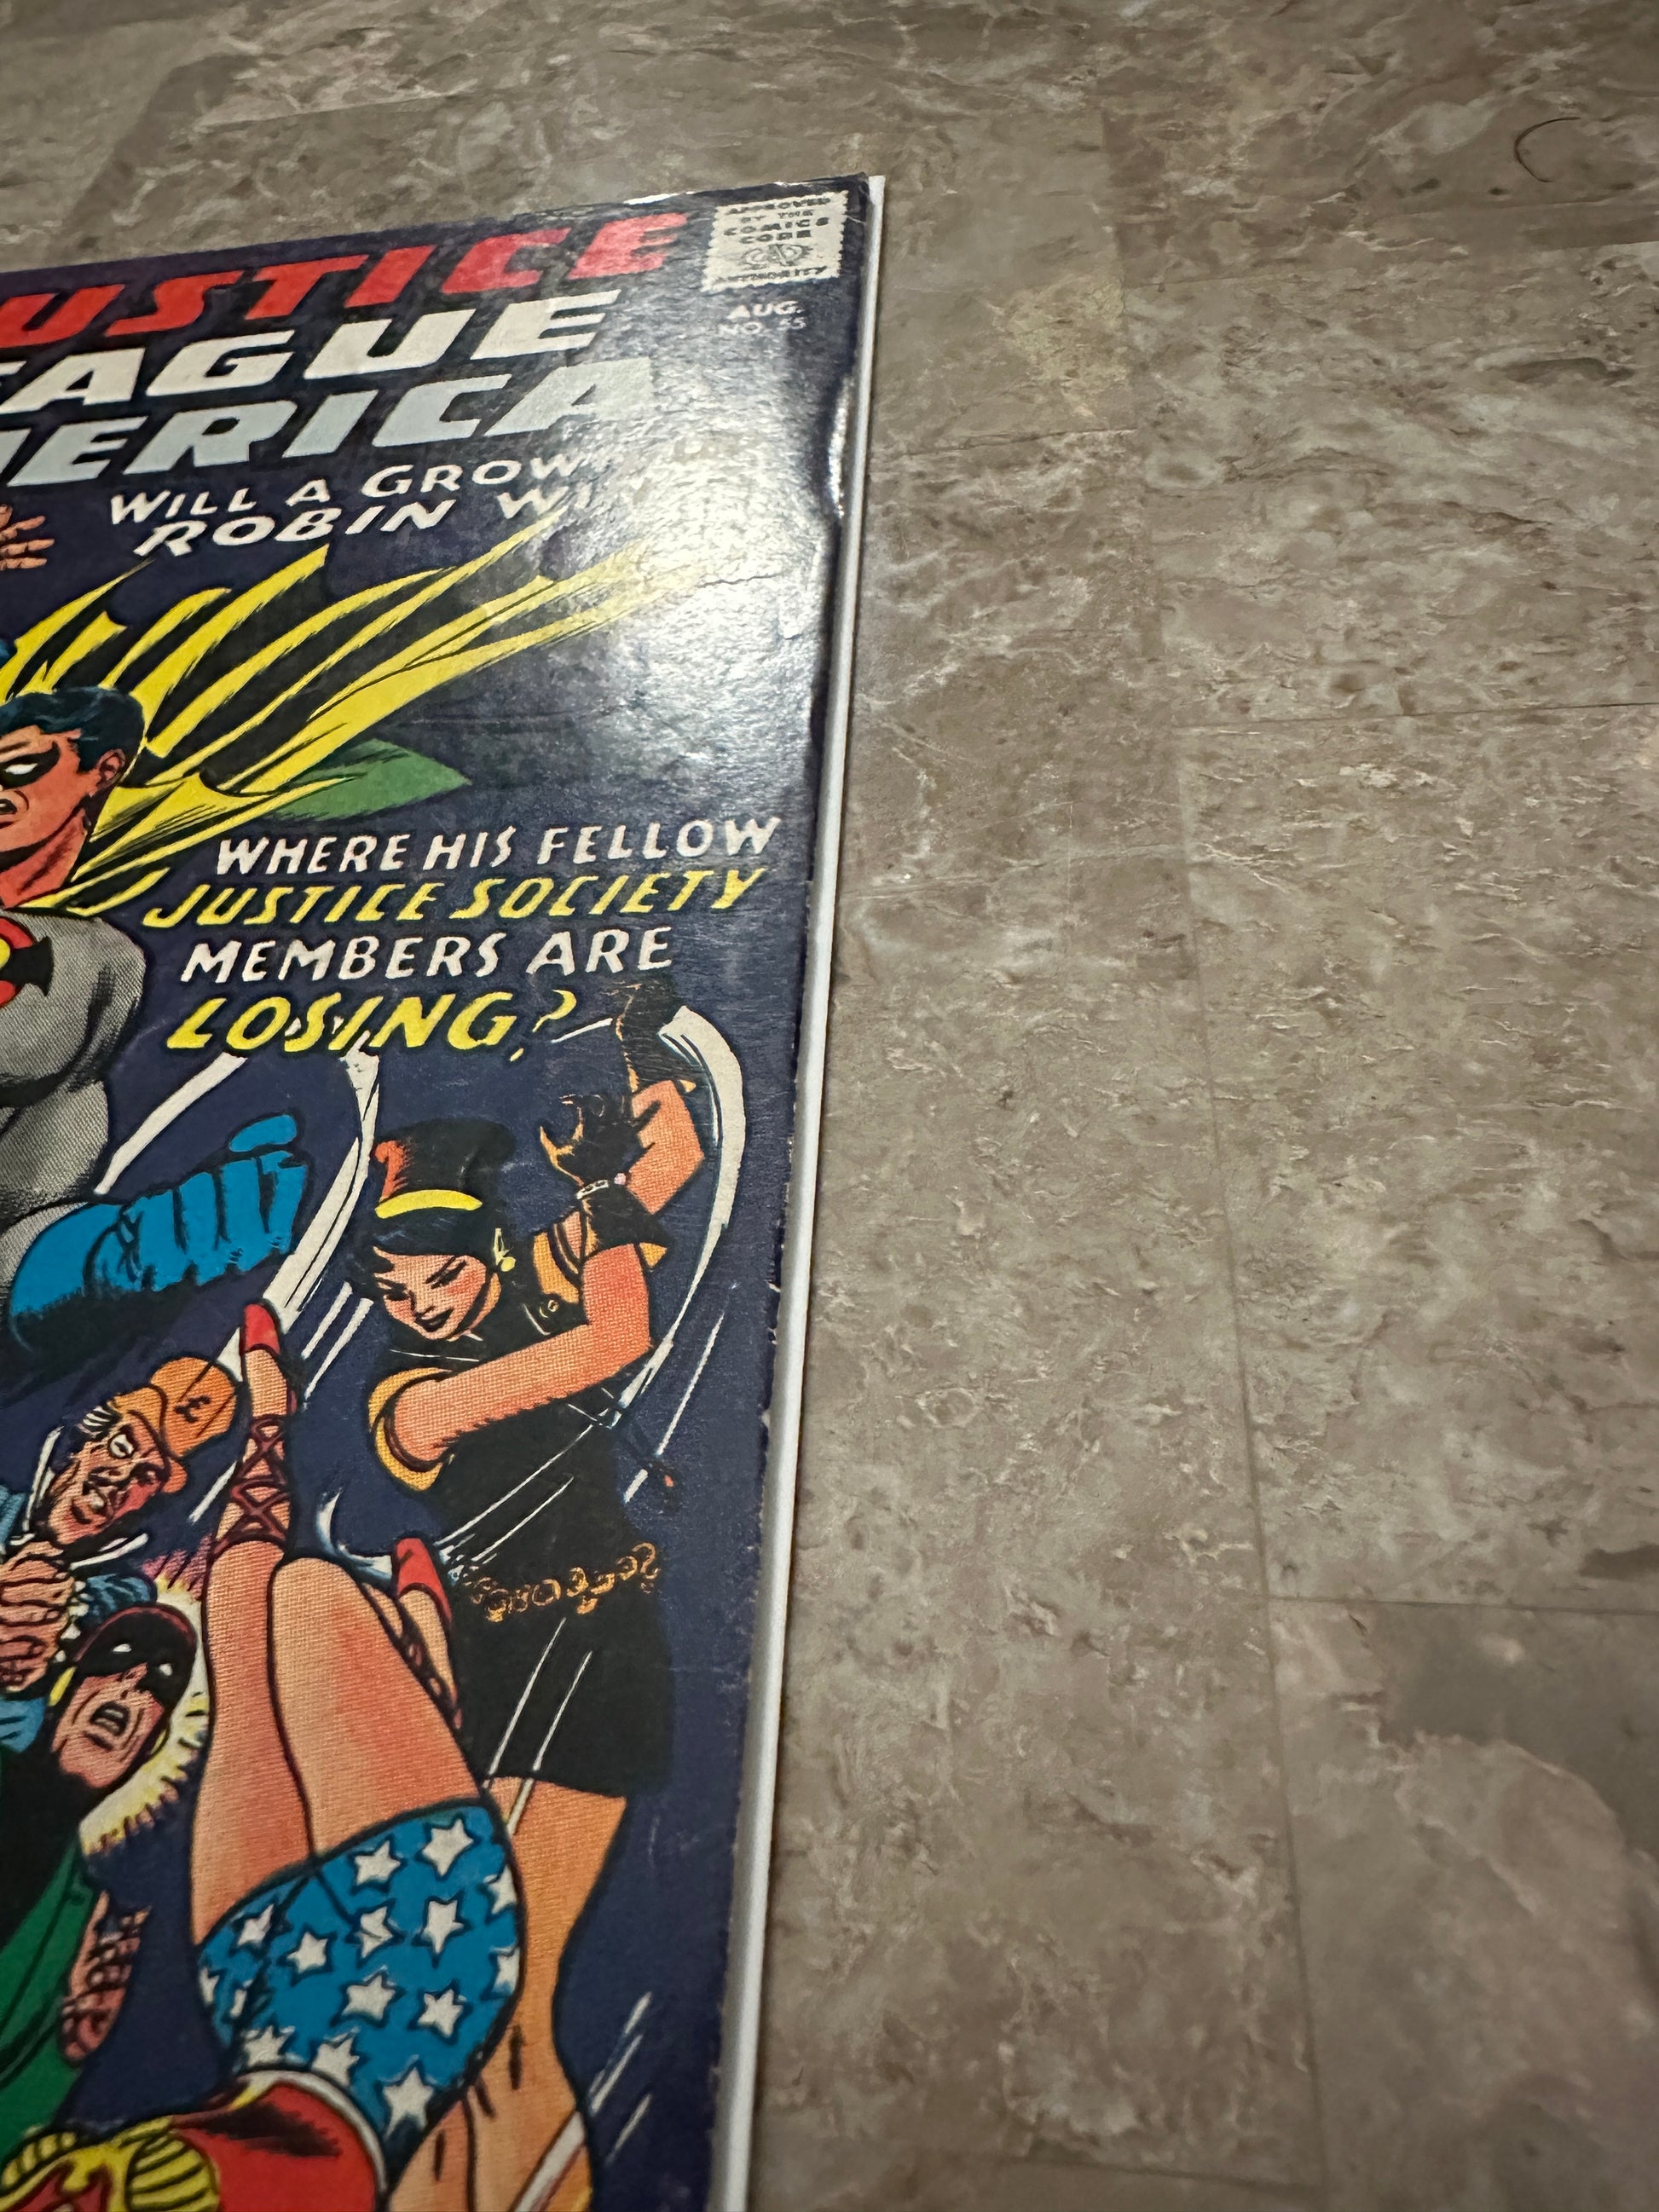 USTICE
EAGUE
MERICA
APPROVED
BY THE
COMICS
CODE
AUTHORITY
AUG.
NO. 55
WILL A GROW
ROBIN WI
WHERE HIS FELLOW
JUSTICE SOCIETY
MEMBERS ARE
LOSING?